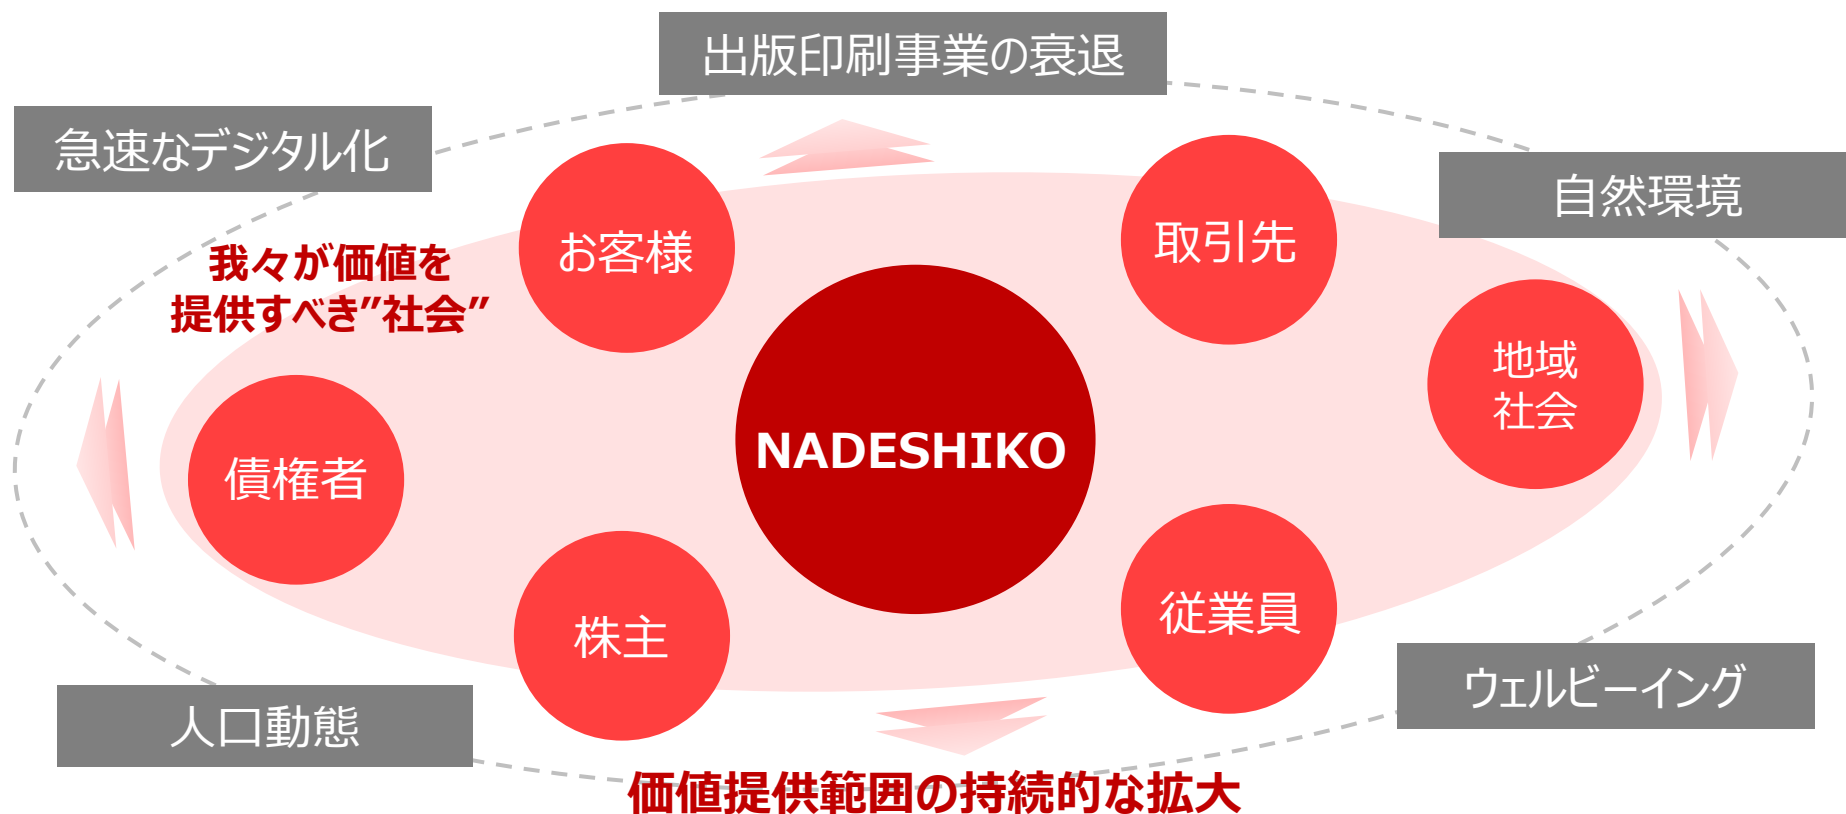 出版印刷事業の衰退
急速なデジタル化
自然環境
我々が価値を
提供すべき”社会”
お客様
取引先
地域
社会
NADESHIKO
債権者
株主
従業員
ウェルビーイング
人口動態
価値提供範囲の持続的な拡大